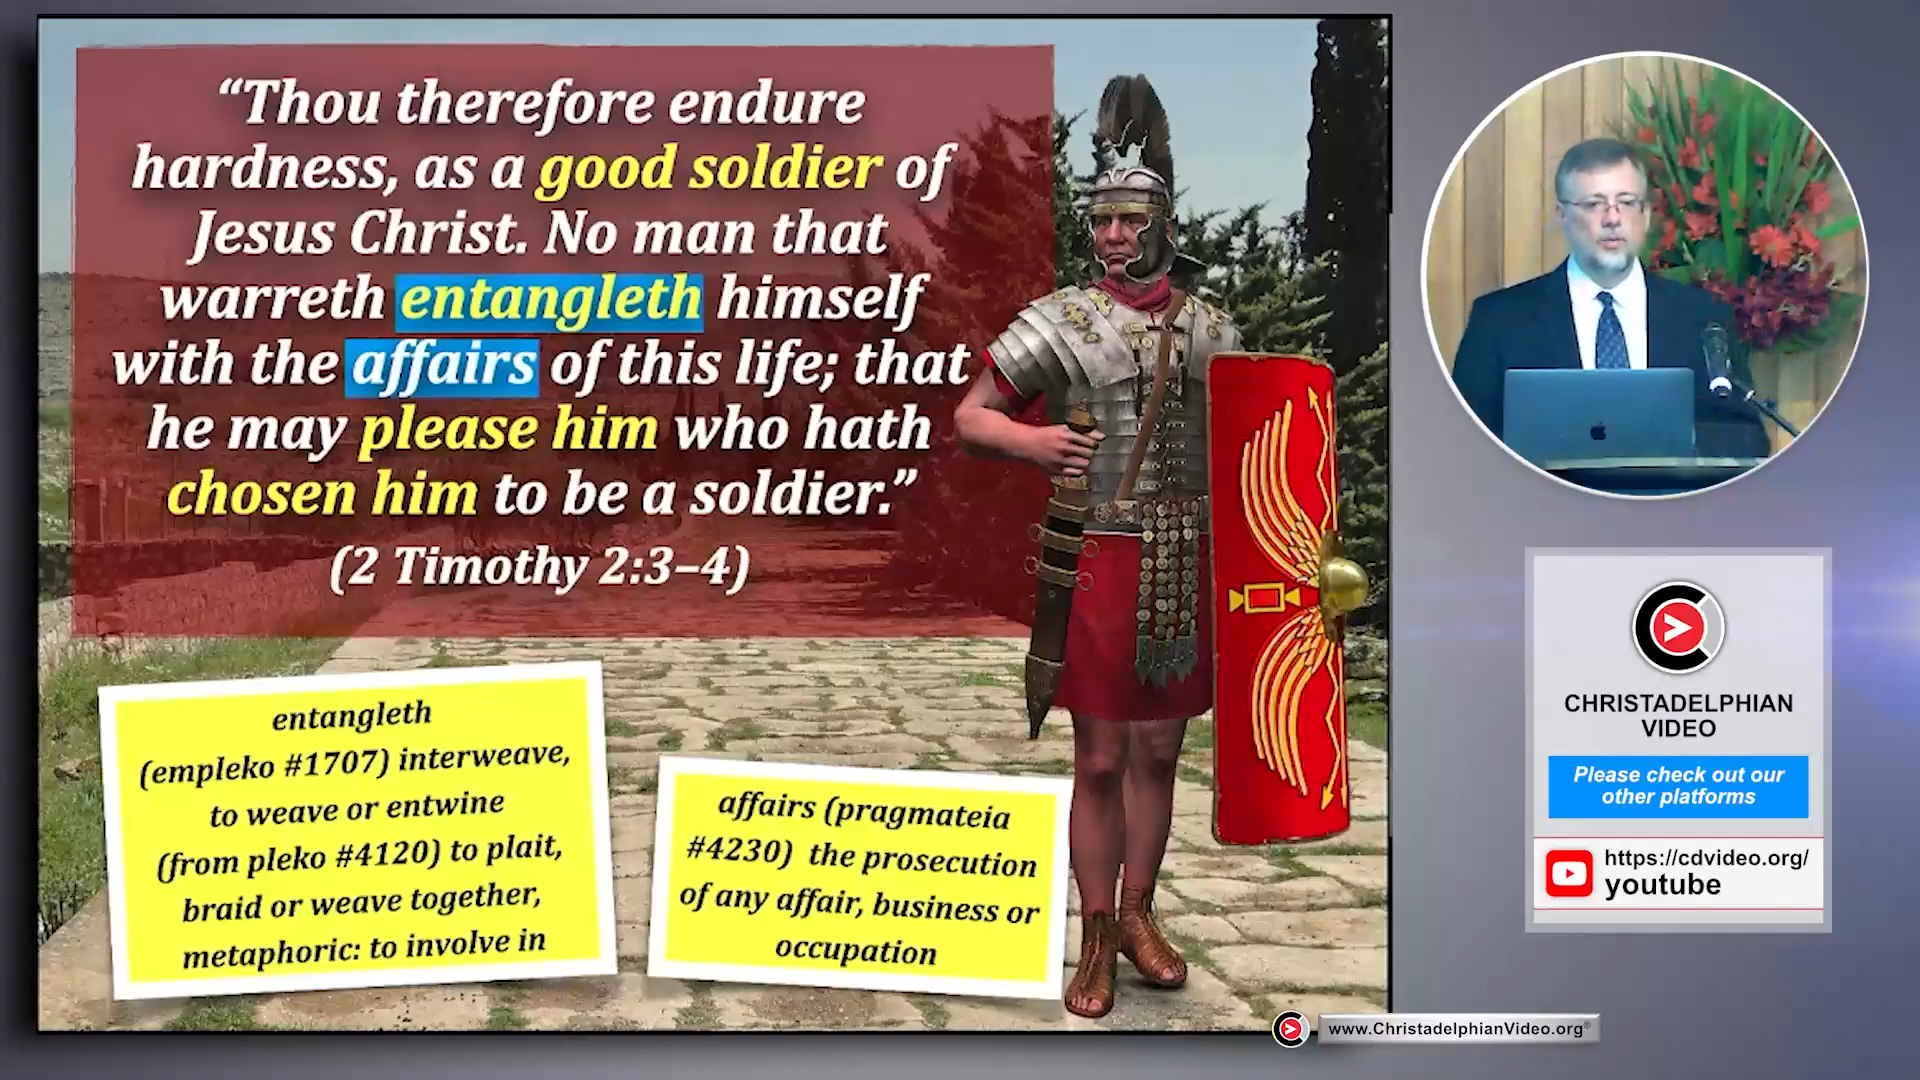 “Thou therefore endure
hardness, as a good soldier of
Jesus Christ. No man that
warreth entangleth himself
with the affairs of this life; that
he may please him who hath
chosen him to be a soldier.”
(2 Timothy 2:3–4)
entangleth
(empleko #1707) interweave,
to weave or entwine
(from pleko #4120) to plait,
braid or weave together,
metaphoric: to involve in
affairs (pragmateia
#4230) the prosecution
of any affair, business or
occupation
CHRISTADELPHIAN
VIDEO
Please check out our
other platforms
https://cdvideo.org/
youtube
www.ChristadelphianVideo.org®